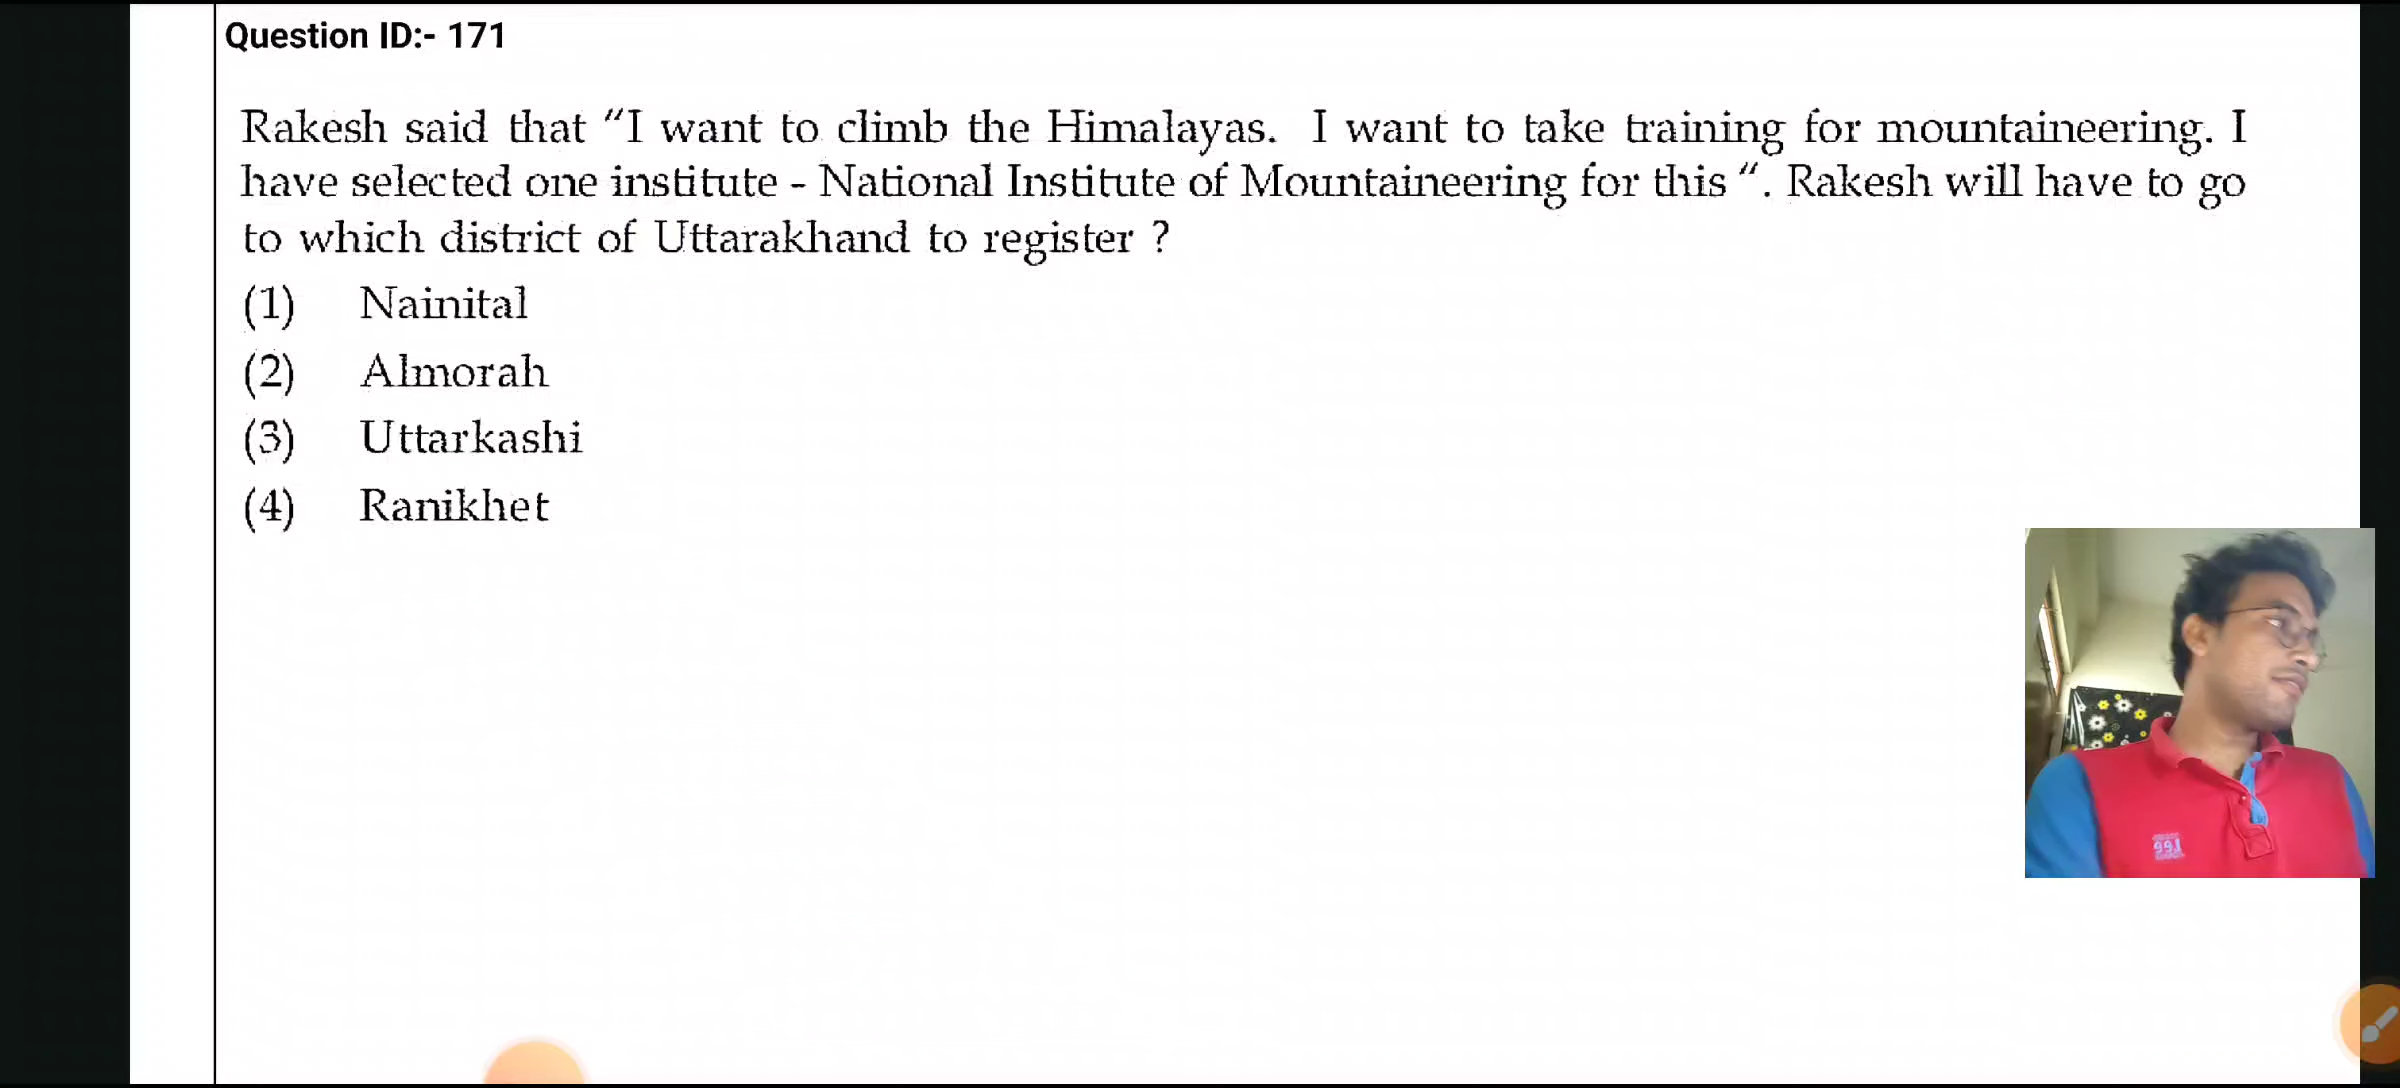 Question ID:- 171
Rakesh said that “I want to climb the Himalayas. I want to take training for mountaineering. I
have selected one institute - National Institute of Mountaineering for this “. Rakesh will have to go
to which district of Uttarakhand to register ?
(1) Nainital
(2) Almorah
(3) Uttarkashi
(4) Ranikhet
991